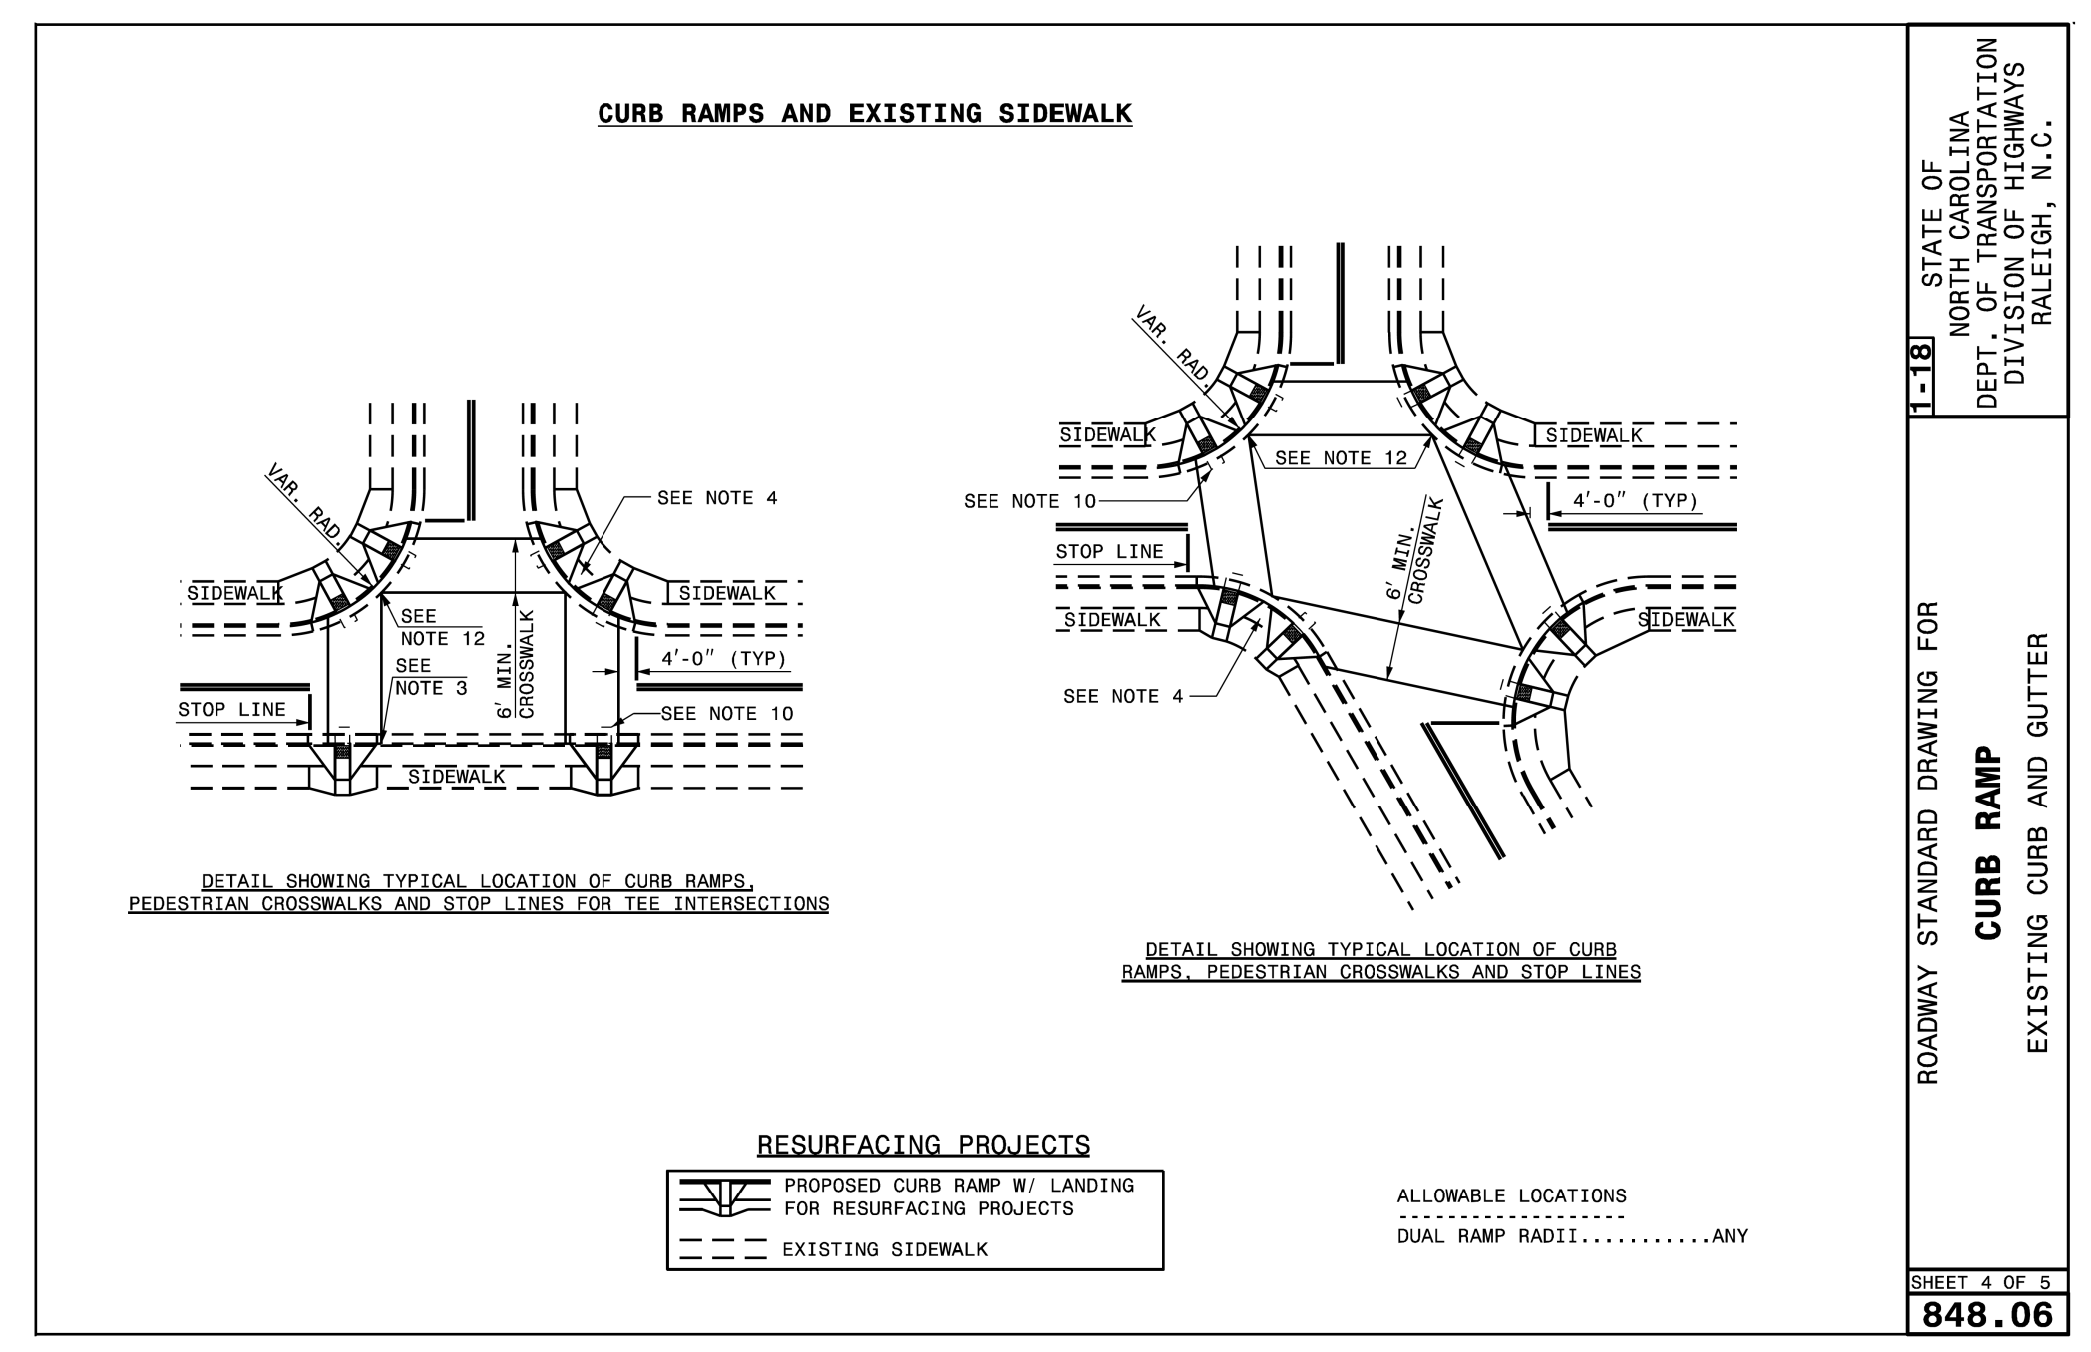 CURB RAMPS AND EXISTING SIDEWALK
VAR. RAD.
SEE NOTE 4
SIDEWALK
SIDEWALK
SEE
NOTE 12
SEE
NOTE 3
6' MIN.
CROSSWALK
4'-0" (TYP)
STOP LINE
SEE NOTE 10
SIDEWALK
DETAIL SHOWING TYPICAL LOCATION OF CURB RAMPS,
PEDESTRIAN CROSSWALKS AND STOP LINES FOR TEE INTERSECTIONS
VAR. RAD.
SIDEWALK
SIDEWALK
SEE NOTE 12
SEE NOTE 10
4'-0" (TYP)
STOP LINE
6' MIN.
CROSSWALK
SIDEWALK
SIDEWALK
SEE NOTE 4
DETAIL SHOWING TYPICAL LOCATION OF CURB
RAMPS, PEDESTRIAN CROSSWALKS AND STOP LINES
RESURFACING PROJECTS
PROPOSED CURB RAMP W/ LANDING
FOR RESURFACING PROJECTS
EXISTING SIDEWALK
ALLOWABLE LOCATIONS
-------------------
DUAL RAMP RADII...........ANY
1-18
STATE OF
NORTH CAROLINA
DEPT. OF TRANSPORTATION
DIVISION OF HIGHWAYS
RALEIGH, N.C.
ROADWAY STANDARD DRAWING FOR
CURB RAMP
EXISTING CURB AND GUTTER
SHEET 4 OF 5
848.06